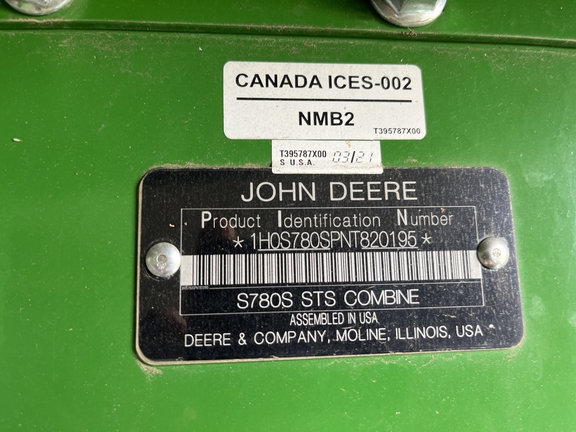 CANADA ICES-002
NMB2
T395787X00
T395787X00 03/21
S U.S.A.
JOHN DEERE
Product Identification Number
*1H0S780SPNT820195*
S780S STS COMBINE
ASSEMBLED IN USA
DEERE & COMPANY, MOLINE, ILLINOIS, USA